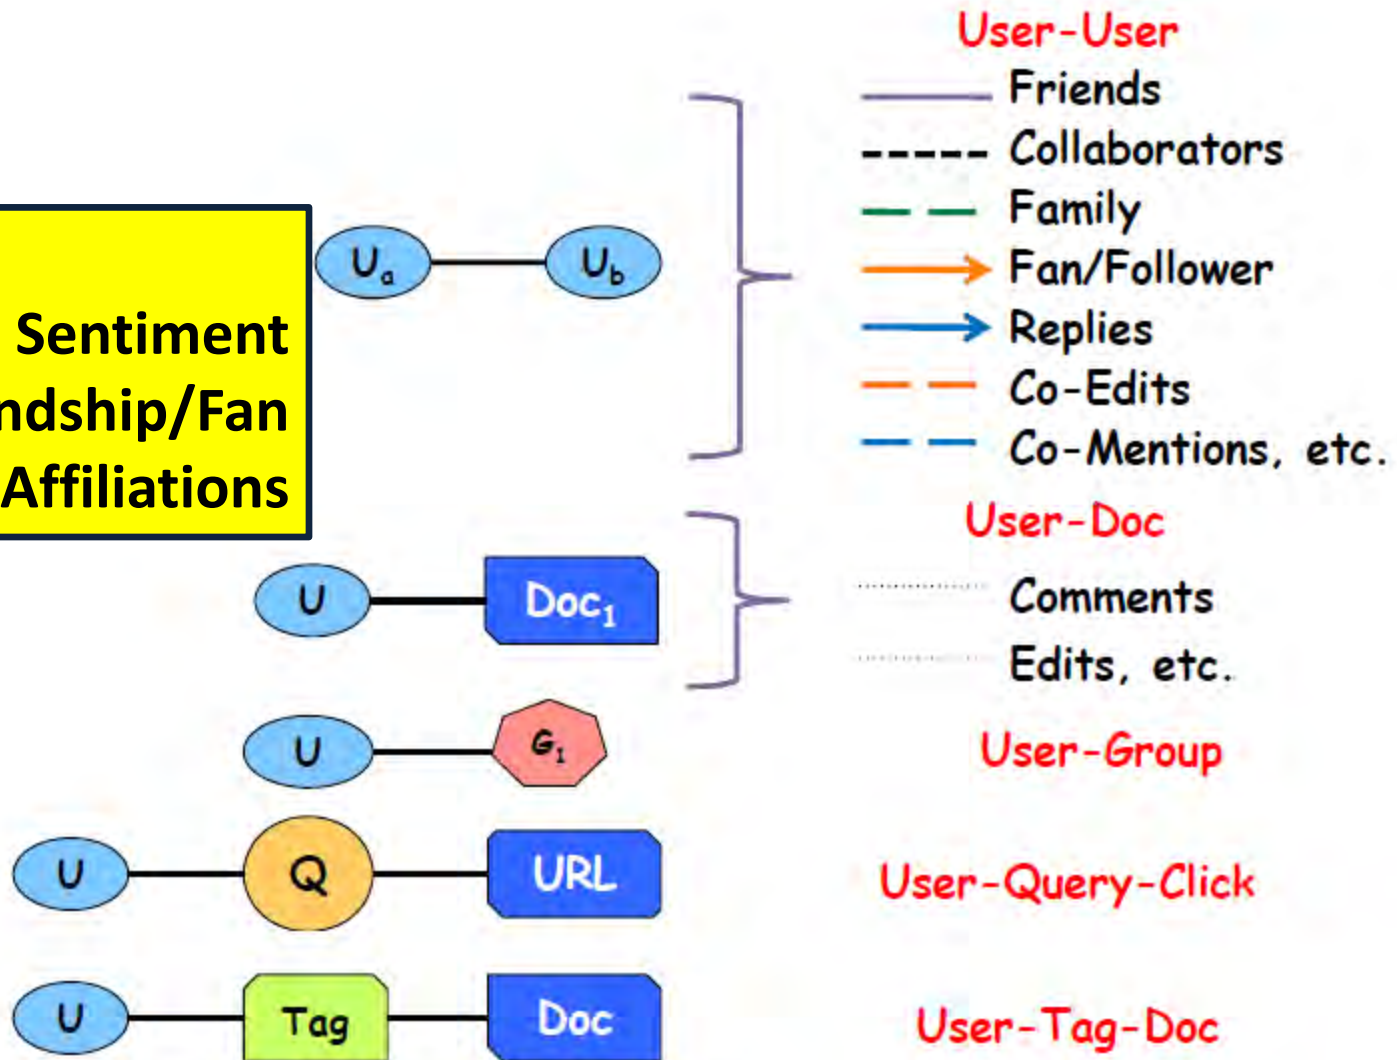 User-User
Friends
Collaborators
Family
Fan/Follower
Replies
Co-Edits
Co-Mentions, etc.
Sentiment
ndship/Fan
Affiliations
Ua Ub
User-Doc
U Doc1
Comments
Edits, etc.
U G1 User-Group
U Q URL User-Query-Click
U Tag Doc User-Tag-Doc